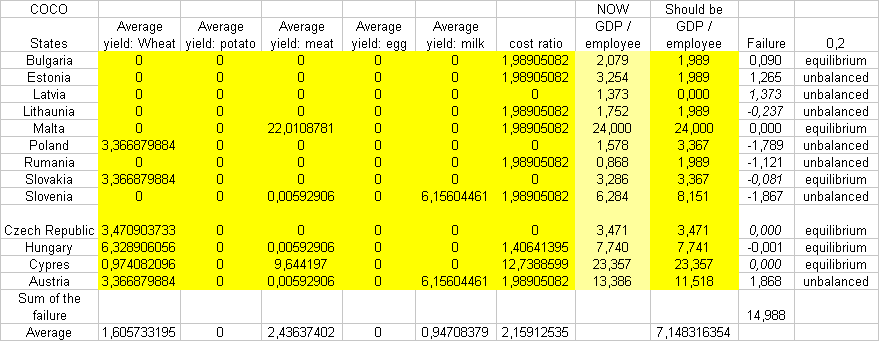 COCO NOW Should be
Average Average Average Average Average GDP / GDP /
States yield: Wheat yield: potato yield: meat yield: egg yield: milk cost ratio employee employee Failure 0,2
Bulgaria 0 0 0 0 0 1,98905082 2,079 1,989 0,090 equilibrium
Estonia 0 0 0 0 0 1,98905082 3,254 1,989 1,265 unbalanced
Latvia 0 0 0 0 0 0 1,373 0,000 1,373 unbalanced
Lithaunia 0 0 0 0 0 1,98905082 1,752 1,989 -0,237 unbalanced
Malta 0 0 22,0108781 0 0 1,98905082 24,000 24,000 0,000 equilibrium
Poland 3,366879884 0 0 0 0 0 1,578 3,367 -1,789 unbalanced
Rumania 0 0 0 0 0 1,98905082 0,868 1,989 -1,121 unbalanced
Slovakia 3,366879884 0 0 0 0 0 3,286 3,367 -0,081 equilibrium
Slovenia 0 0 0,00592906 0 6,15604461 1,98905082 6,284 8,151 -1,867 unbalanced
Czech Republic 3,470903733 0 0 0 0 0 3,471 3,471 0,000 equilibrium
Hungary 6,328906056 0 0,00592906 0 0 1,40641395 7,740 7,741 -0,001 equilibrium
Cypres 0,974082096 0 9,644197 0 0 12,7388599 23,357 23,357 0,000 equilibrium
Austria 3,366879884 0 0,00592906 0 6,15604461 1,98905082 13,386 11,518 1,868 unbalanced
Sum of the
failure 14,988
Average 1,605733195 0 2,43637402 0 0,94708379 2,15912535 7,148316354